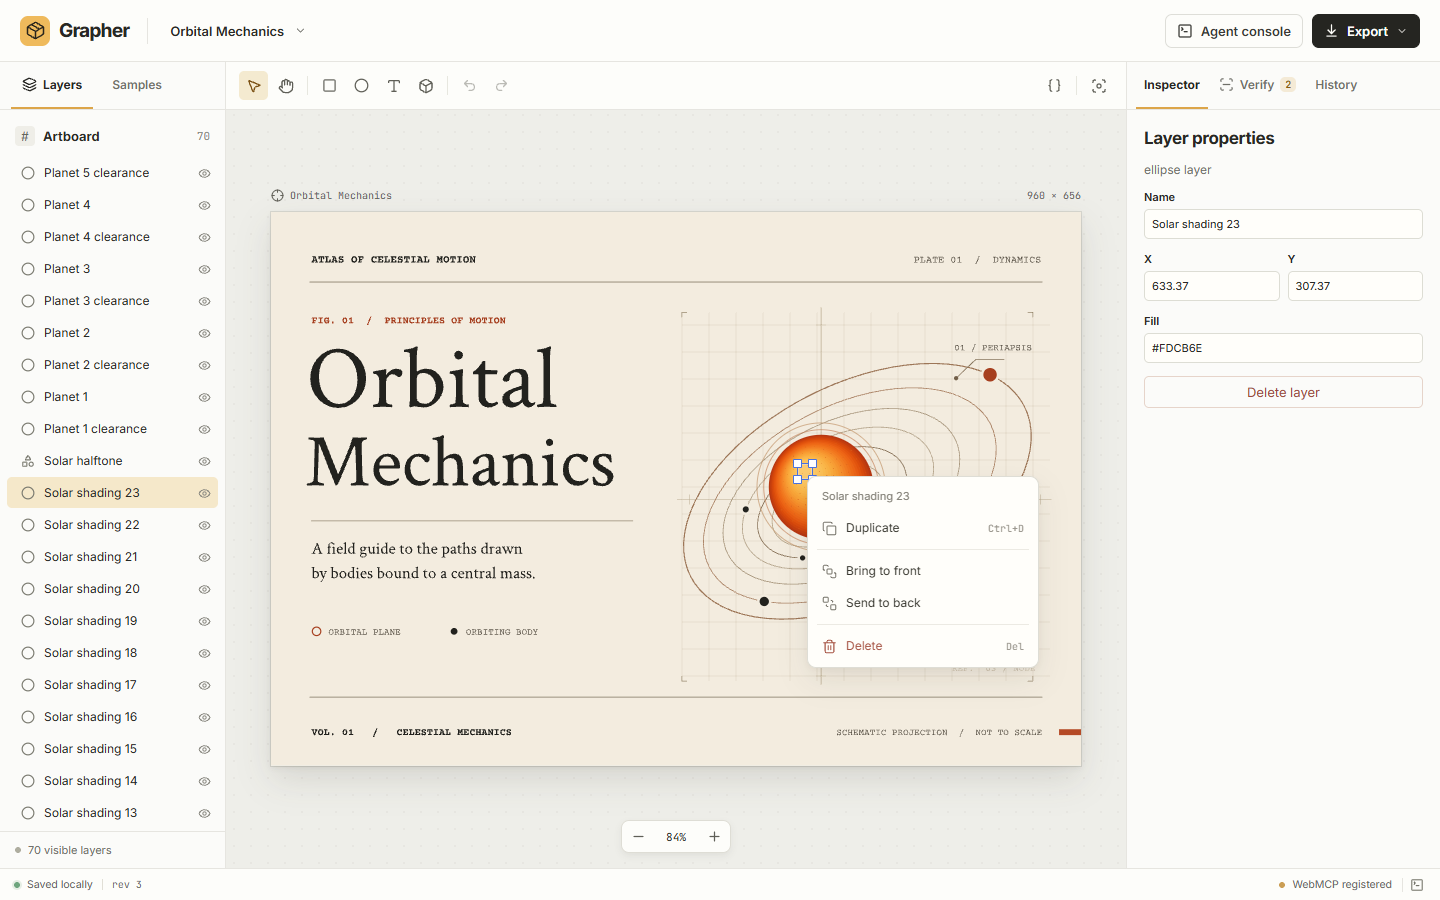 Grapher
Orbital Mechanics
Agent console
Export
Layers
Samples
Inspector
Verify
2
History
# Artboard
70
Planet 5 clearance
Planet 4
Planet 4 clearance
Planet 3
Planet 3 clearance
Planet 2
Planet 2 clearance
Planet 1
Planet 1 clearance
Solar halftone
Solar shading 23
Solar shading 22
Solar shading 21
Solar shading 20
Solar shading 19
Solar shading 18
Solar shading 17
Solar shading 16
Solar shading 15
Solar shading 14
Solar shading 13
70 visible layers
Orbital Mechanics
960 × 656
ATLAS OF CELESTIAL MOTION
PLATE 01 / DYNAMICS
FIG. 01 / PRINCIPLES OF MOTION
Orbital
Mechanics
A field guide to the paths drawn
by bodies bound to a central mass.
ORBITAL PLANE
ORBITING BODY
01 / PERIAPSIS
VOL. 01 / CELESTIAL MECHANICS
SCHEMATIC PROJECTION / NOT TO SCALE
Solar shading 23
Duplicate
Ctrl+D
Bring to front
Send to back
Delete
Del
84%
Layer properties
ellipse layer
Name
Solar shading 23
X
Y
633.37
307.37
Fill
#FDCB6E
Delete layer
Saved locally
rev 3
WebMCP registered